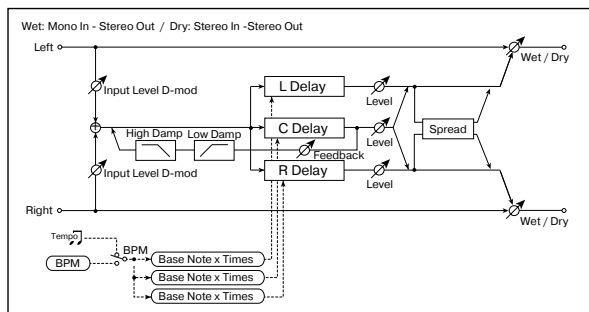 Wet: Mono In - Stereo Out / Dry: Stereo In -Stereo Out
Left
Wet / Dry
Input Level D-mod
L Delay
Level
High Damp
Low Damp
C Delay
Level
Spread
Feedback
Input Level D-mod
R Delay
Level
Right
Wet / Dry
Tempo
BPM
BPM
Base Note x Times
Base Note x Times
Base Note x Times